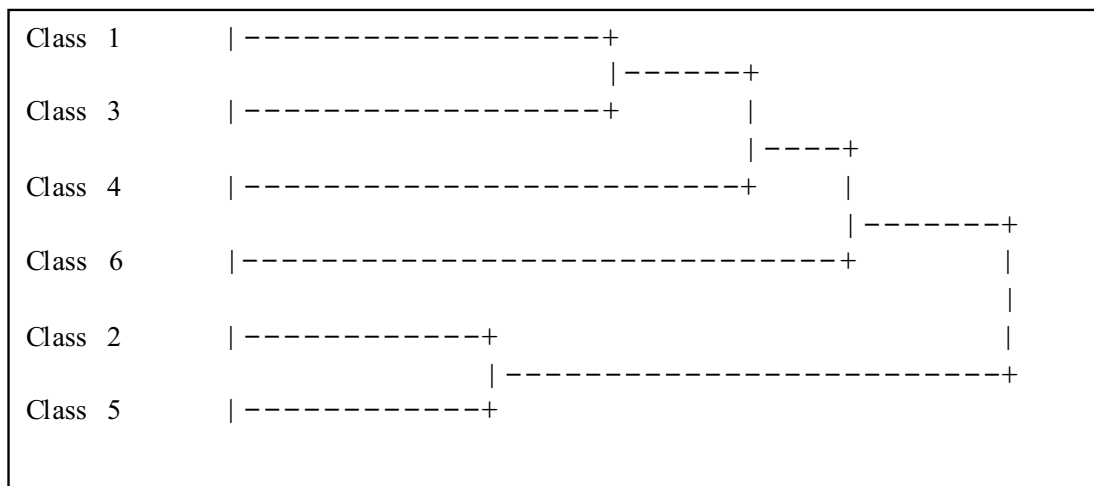 Class 1 |------------------+
|-------+
Class 3 |------------------+ |
|-----+
Class 4 |-------------------------+ |
|--------+
Class 6 |------------------------------+ |
|
Class 2 |------------+ |
|-------------------------+
Class 5 |------------+